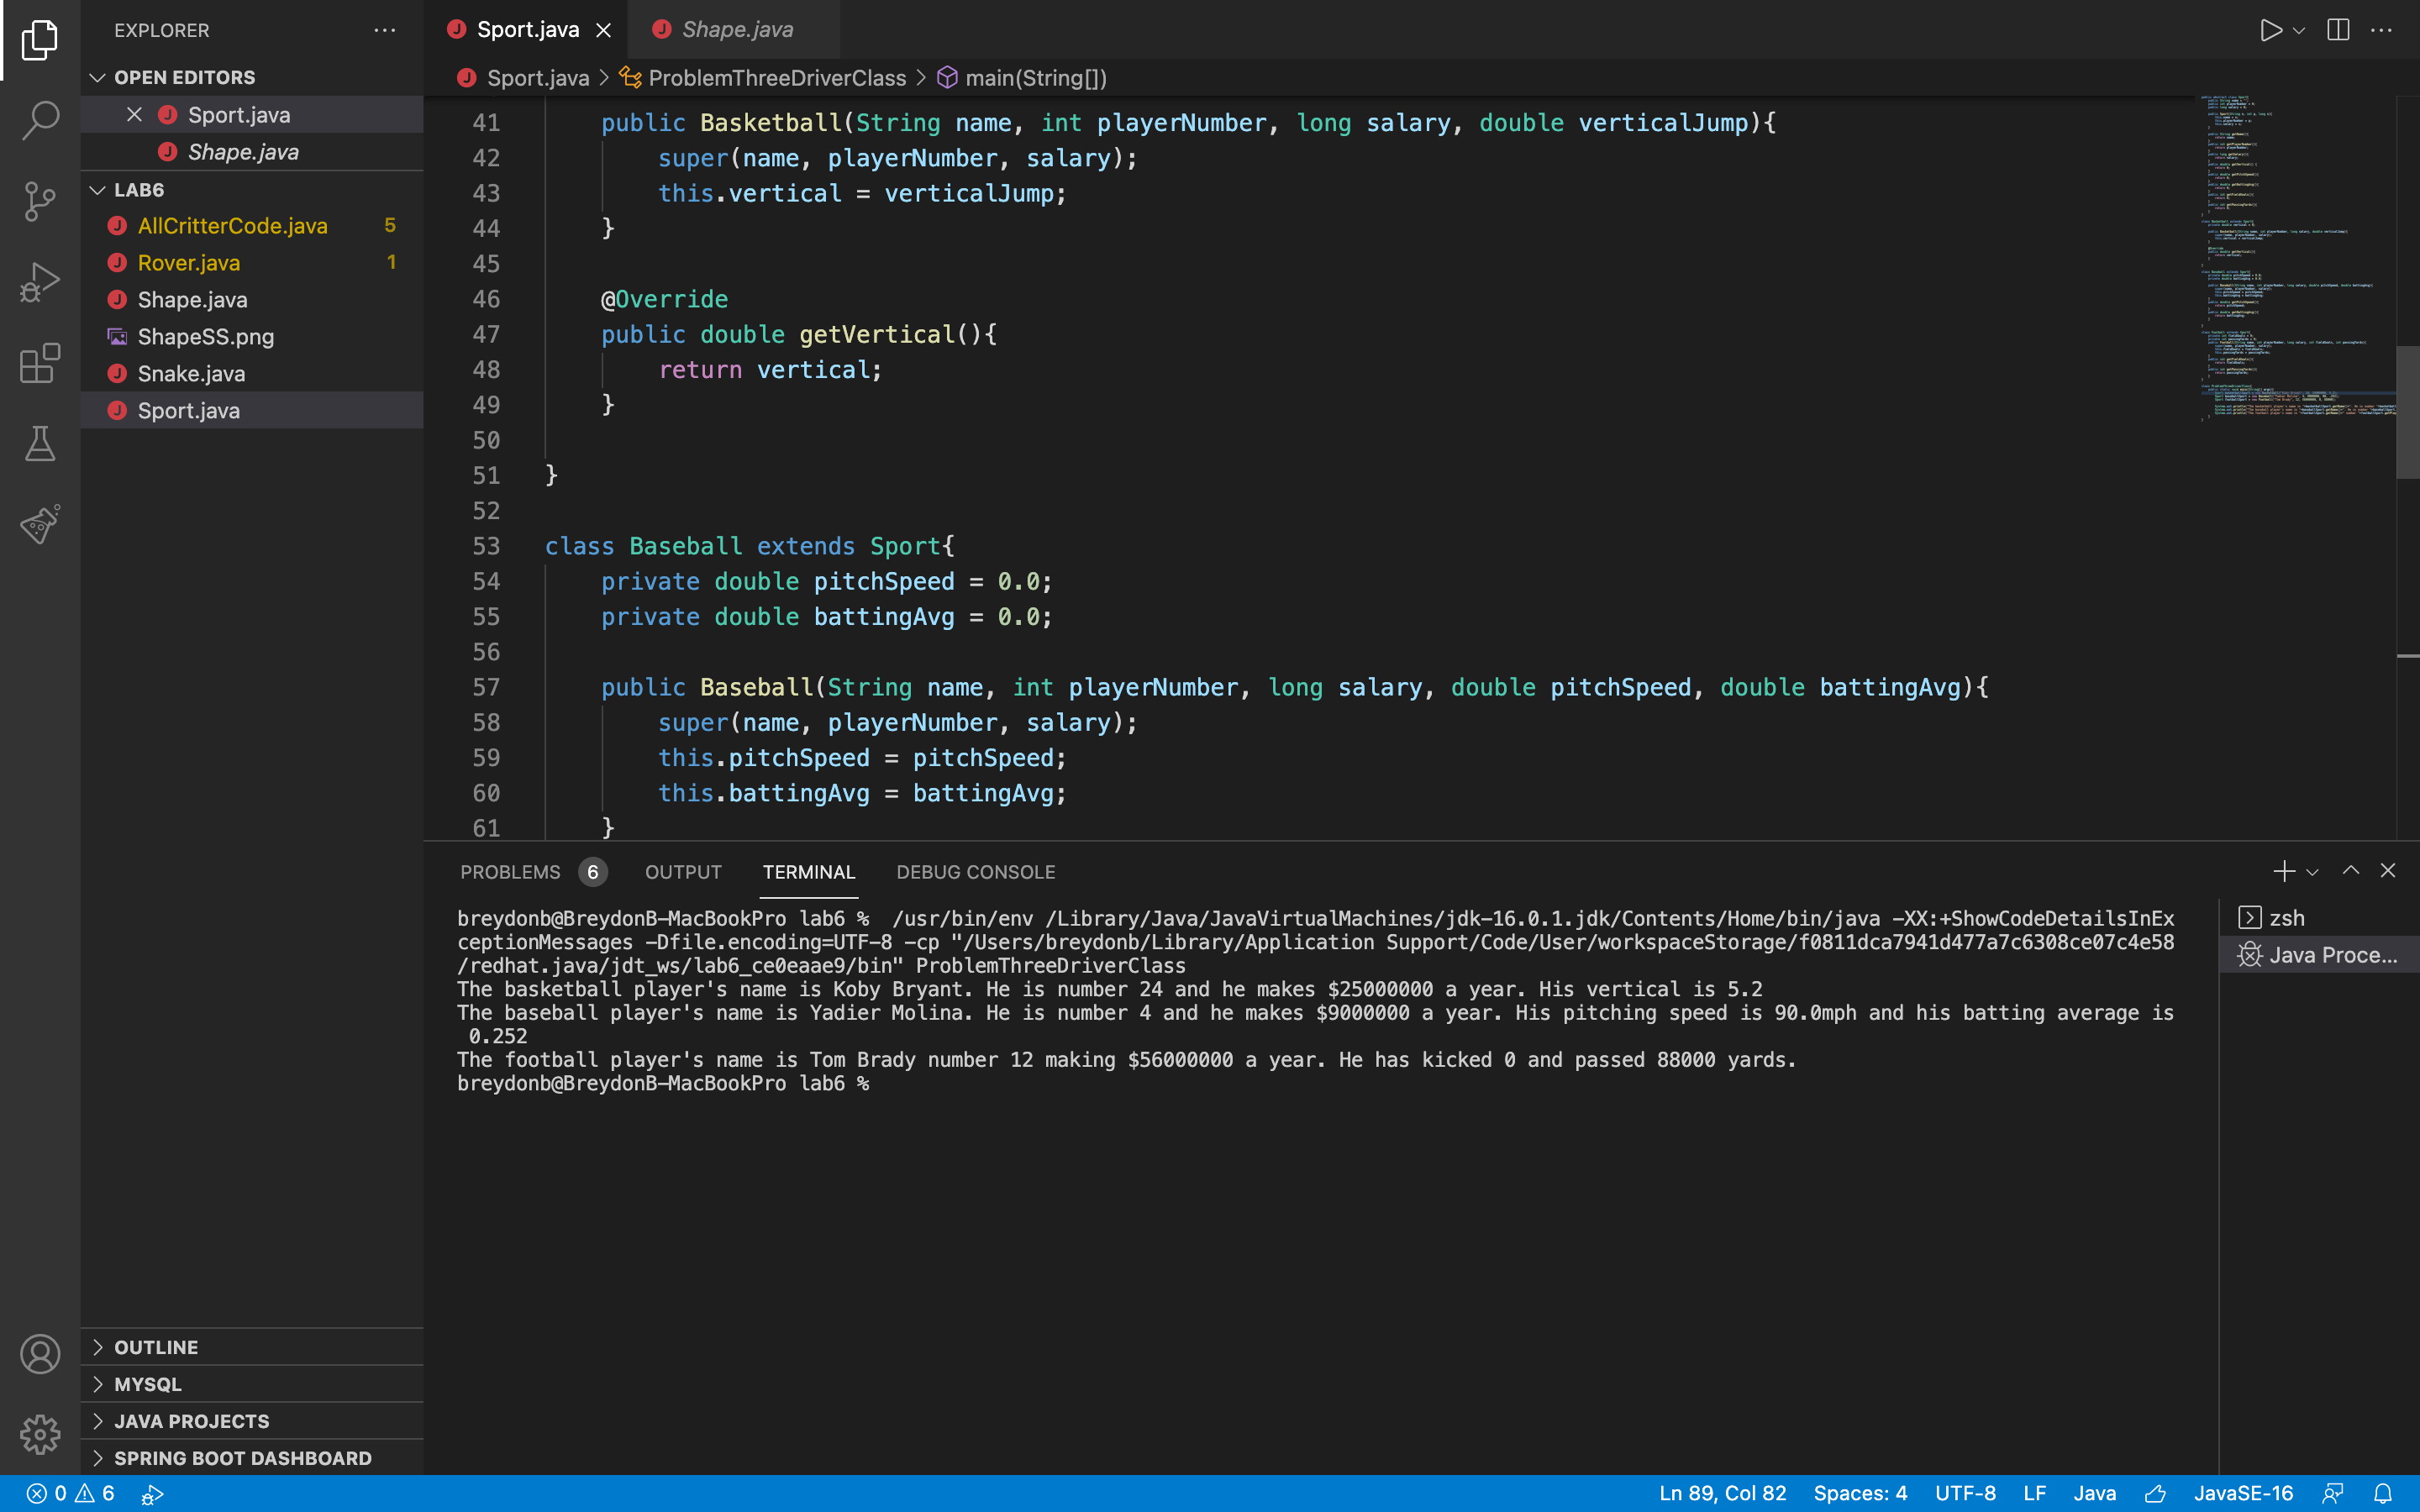 EXPLORER
OPEN EDITORS
Sport.java
Shape.java
LAB6
AllCritterCode.java 5
Rover.java 1
Shape.java
ShapeSS.png
Snake.java
Sport.java
OUTLINE
MYSQL
JAVA PROJECTS
SPRING BOOT DASHBOARD
Sport.java Shape.java
Sport.java > ProblemThreeDriverClass > main(String[])
41 public Basketball(String name, int playerNumber, long salary, double verticalJump){
42 super(name, playerNumber, salary);
43 this.vertical = verticalJump;
44 }
45
46 @Override
47 public double getVertical(){
48 return vertical;
49 }
50
51 }
52
53 class Baseball extends Sport{
54 private double pitchSpeed = 0.0;
55 private double battingAvg = 0.0;
56
57 public Baseball(String name, int playerNumber, long salary, double pitchSpeed, double battingAvg){
58 super(name, playerNumber, salary);
59 this.pitchSpeed = pitchSpeed;
60 this.battingAvg = battingAvg;
61 }
PROBLEMS 6 OUTPUT TERMINAL DEBUG CONSOLE
breydonb@BreydonB-MacBookPro lab6 % /usr/bin/env /Library/Java/JavaVirtualMachines/jdk-16.0.1.jdk/Contents/Home/bin/java -XX:+ShowCodeDetailsInEx
ceptionMessages -Dfile.encoding=UTF-8 -cp "/Users/breydonb/Library/Application Support/Code/User/workspaceStorage/f0811dca7941d477a7c6308ce07c4e58
/redhat.java/jdt_ws/lab6_ce0eaae9/bin" ProblemThreeDriverClass
The basketball player's name is Koby Bryant. He is number 24 and he makes $25000000 a year. His vertical is 5.2
The baseball player's name is Yadier Molina. He is number 4 and he makes $9000000 a year. His pitching speed is 90.0mph and his batting average is
0.252
The football player's name is Tom Brady number 12 making $56000000 a year. He has kicked 0 and passed 88000 yards.
breydonb@BreydonB-MacBookPro lab6 %
zsh
Java Proce...
0 6
Ln 89, Col 82 Spaces: 4 UTF-8 LF Java JavaSE-16